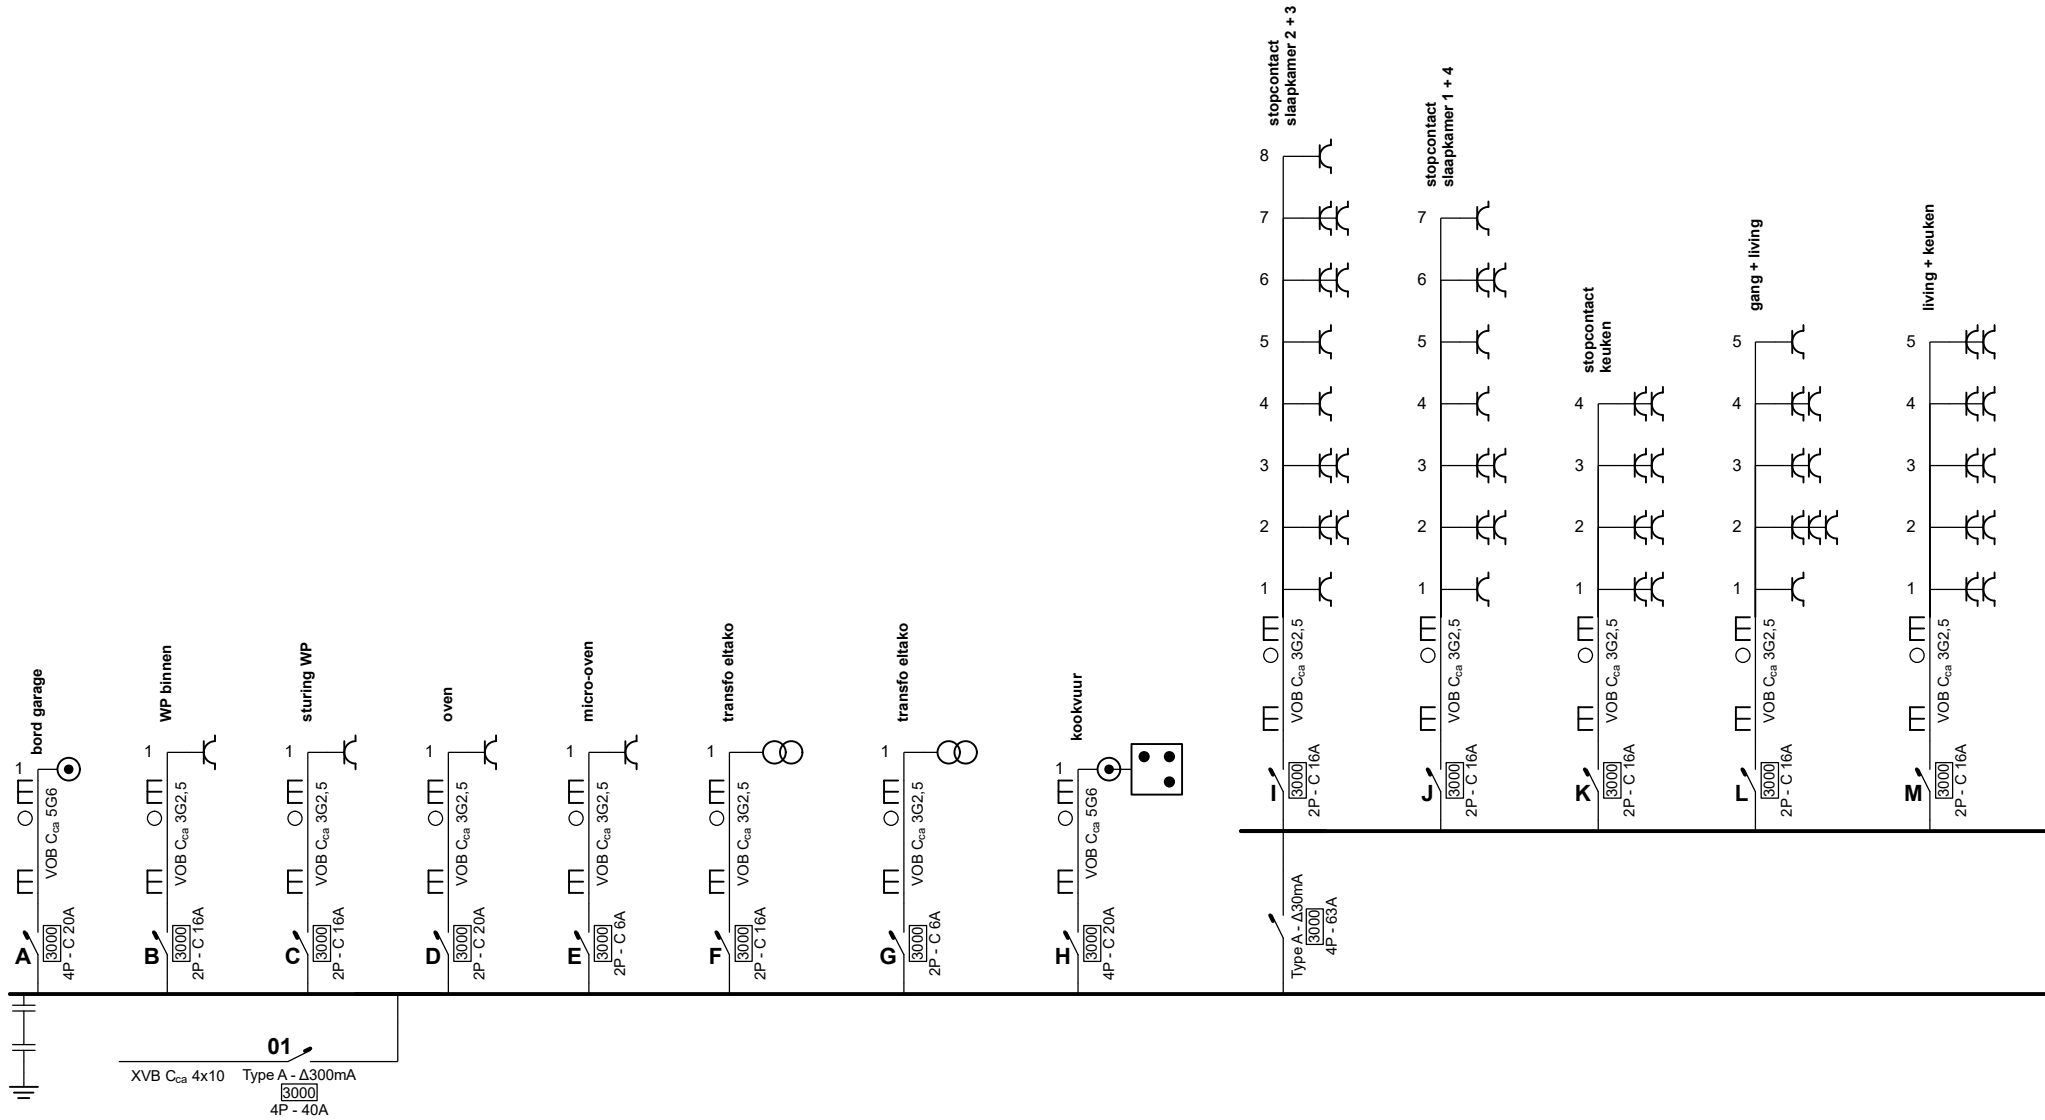 bord garage
1
VOB Cca 5G6
A
3000
4P - C 20A
WP binnen
1
VOB Cca 3G2,5
B
3000
2P - C 16A
sturing WP
1
VOB Cca 3G2,5
C
3000
2P - C 16A
oven
1
VOB Cca 3G2,5
D
3000
2P - C 20A
micro-oven
1
VOB Cca 3G2,5
E
3000
2P - C 6A
transfo eltako
1
VOB Cca 3G2,5
F
3000
2P - C 16A
transfo eltako
1
VOB Cca 3G2,5
G
3000
2P - C 6A
kookvuur
1
VOB Cca 5G6
H
3000
4P - C 20A
stopcontact
slaapkamer 2 + 3
8
7
6
5
4
3
2
1
VOB Cca 3G2,5
I
3000
2P - C 16A
stopcontact
slaapkamer 1 + 4
7
6
5
4
3
2
1
VOB Cca 3G2,5
J
3000
2P - C 16A
stopcontact
keuken
4
3
2
1
VOB Cca 3G2,5
K
3000
2P - C 16A
gang + living
5
4
3
2
1
VOB Cca 3G2,5
L
3000
2P - C 16A
living + keuken
5
4
3
2
1
VOB Cca 3G2,5
M
3000
2P - C 16A
Type A - Δ30mA
3000
4P - 63A
01
XVB Cca 4x10
Type A - Δ300mA
3000
4P - 40A